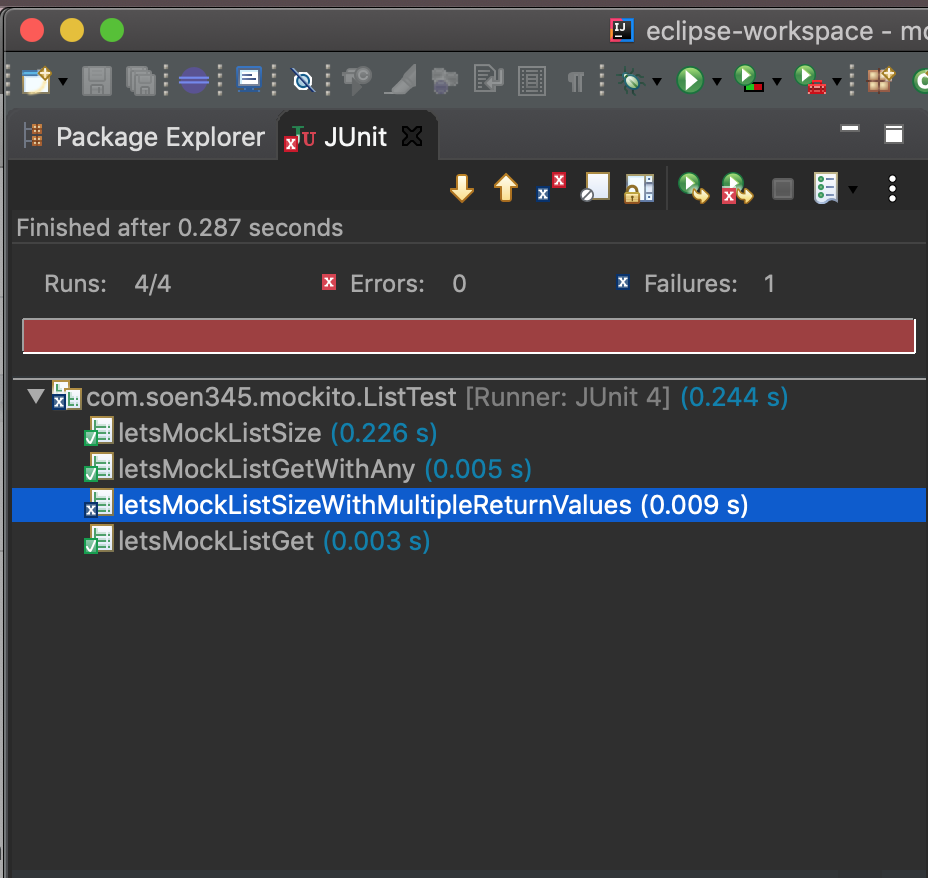 eclipse-workspace - mo
Package Explorer
JUnit
Finished after 0.287 seconds
Runs: 4/4 Errors: 0 Failures: 1
com.soen345.mockito.ListTest [Runner: JUnit 4] (0.244 s)
letsMockListSize (0.226 s)
letsMockListGetWithAny (0.005 s)
letsMockListSizeWithMultipleReturnValues (0.009 s)
letsMockListGet (0.003 s)